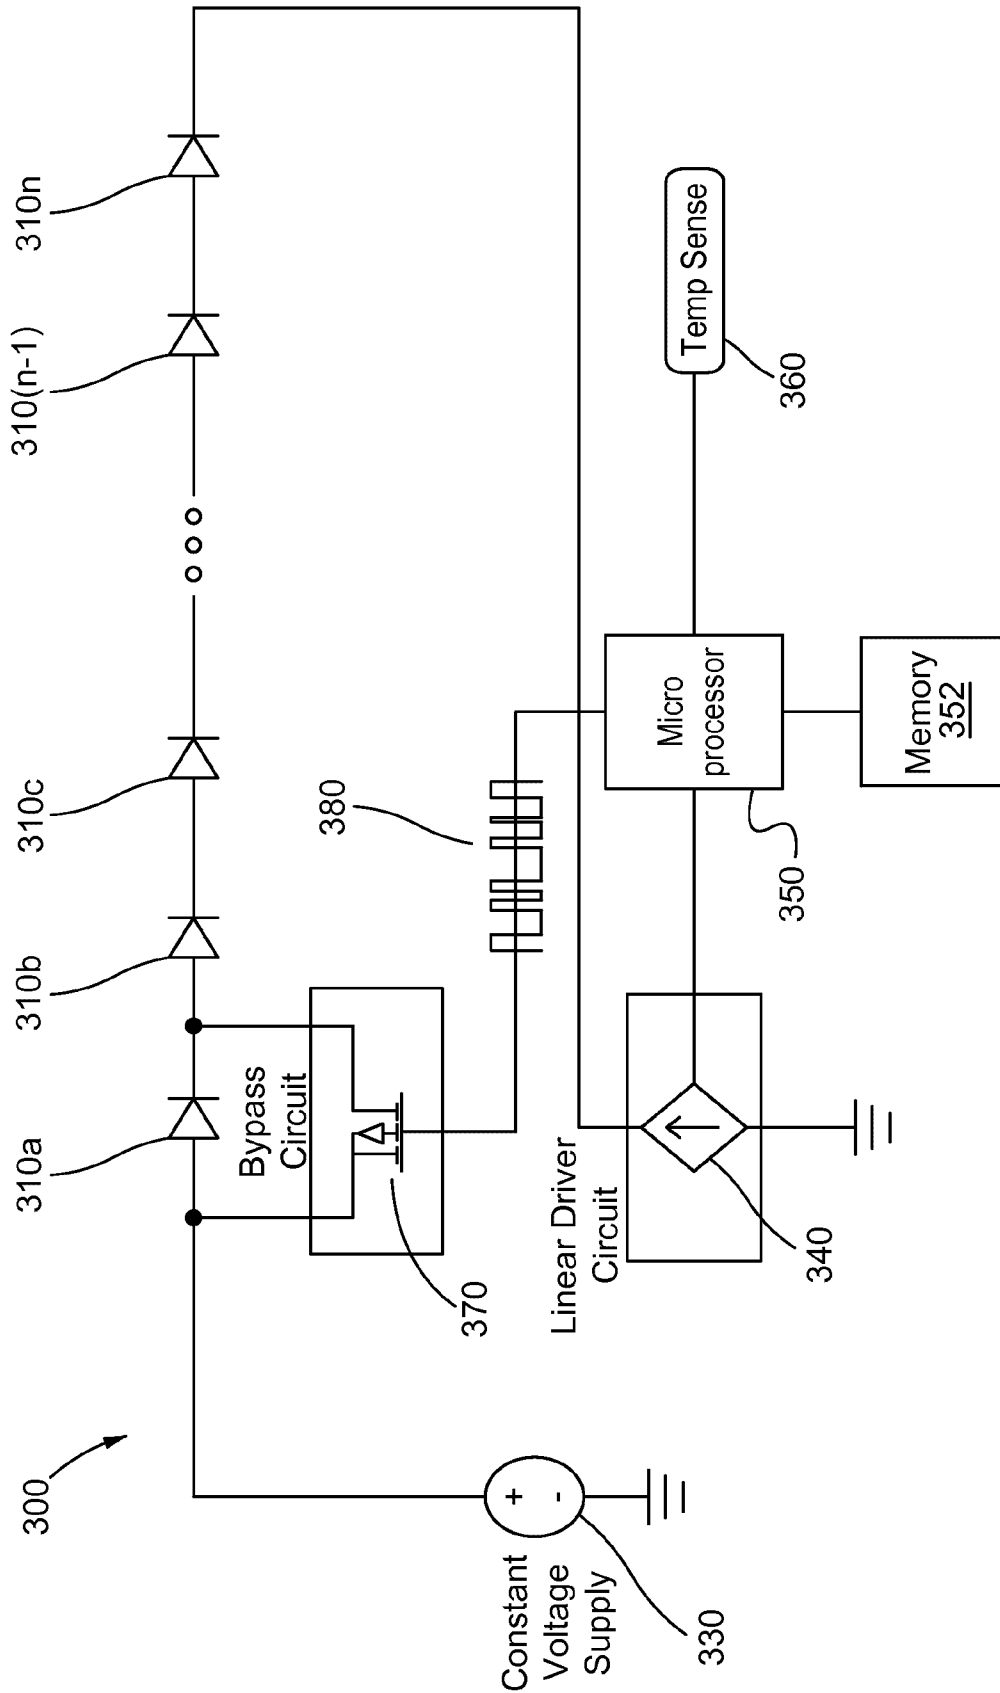 300
310a
310b
310c
310(n-1)
310n
Bypass
Circuit
370
380
Constant
Voltage
Supply
+
-
330
Linear Driver
Circuit
340
Micro
processor
350
Temp Sense
360
Memory
352